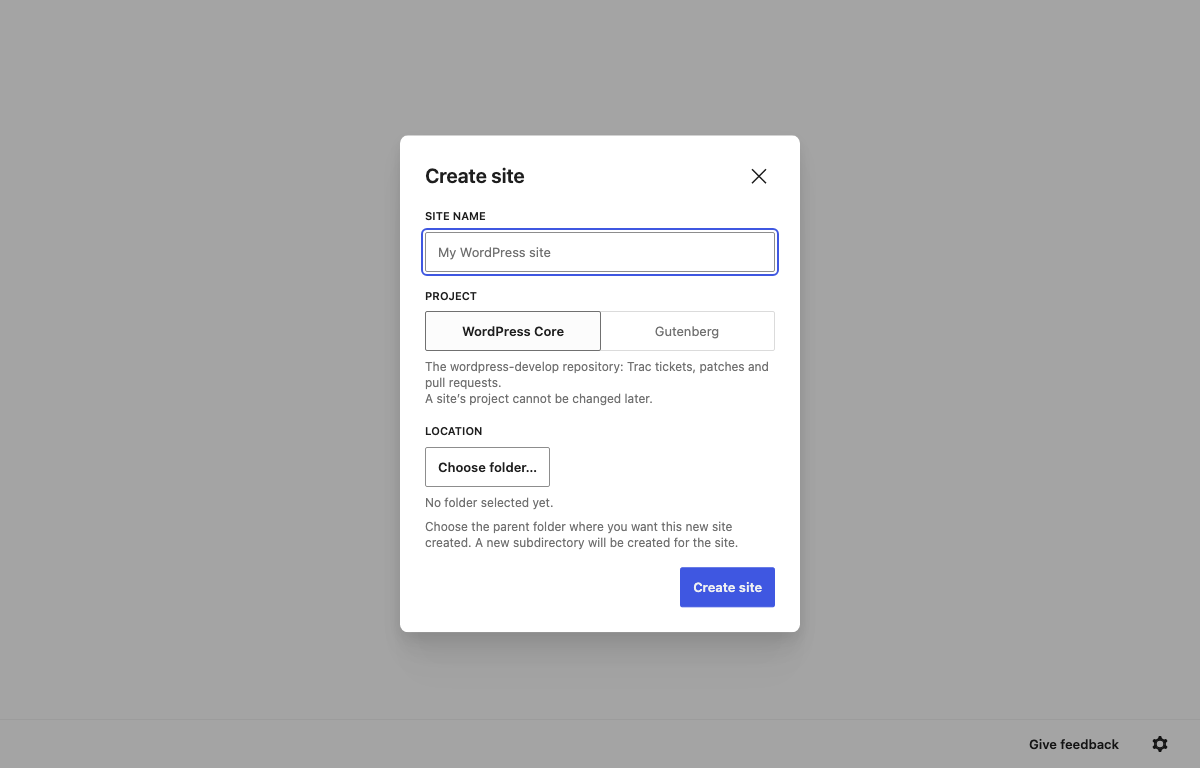 Create site
SITE NAME
My WordPress site
PROJECT
WordPress Core
Gutenberg
The wordpress-develop repository: Trac tickets, patches and
pull requests.
A site's project cannot be changed later.
LOCATION
Choose folder...
No folder selected yet.
Choose the parent folder where you want this new site
created. A new subdirectory will be created for the site.
Create site
Give feedback